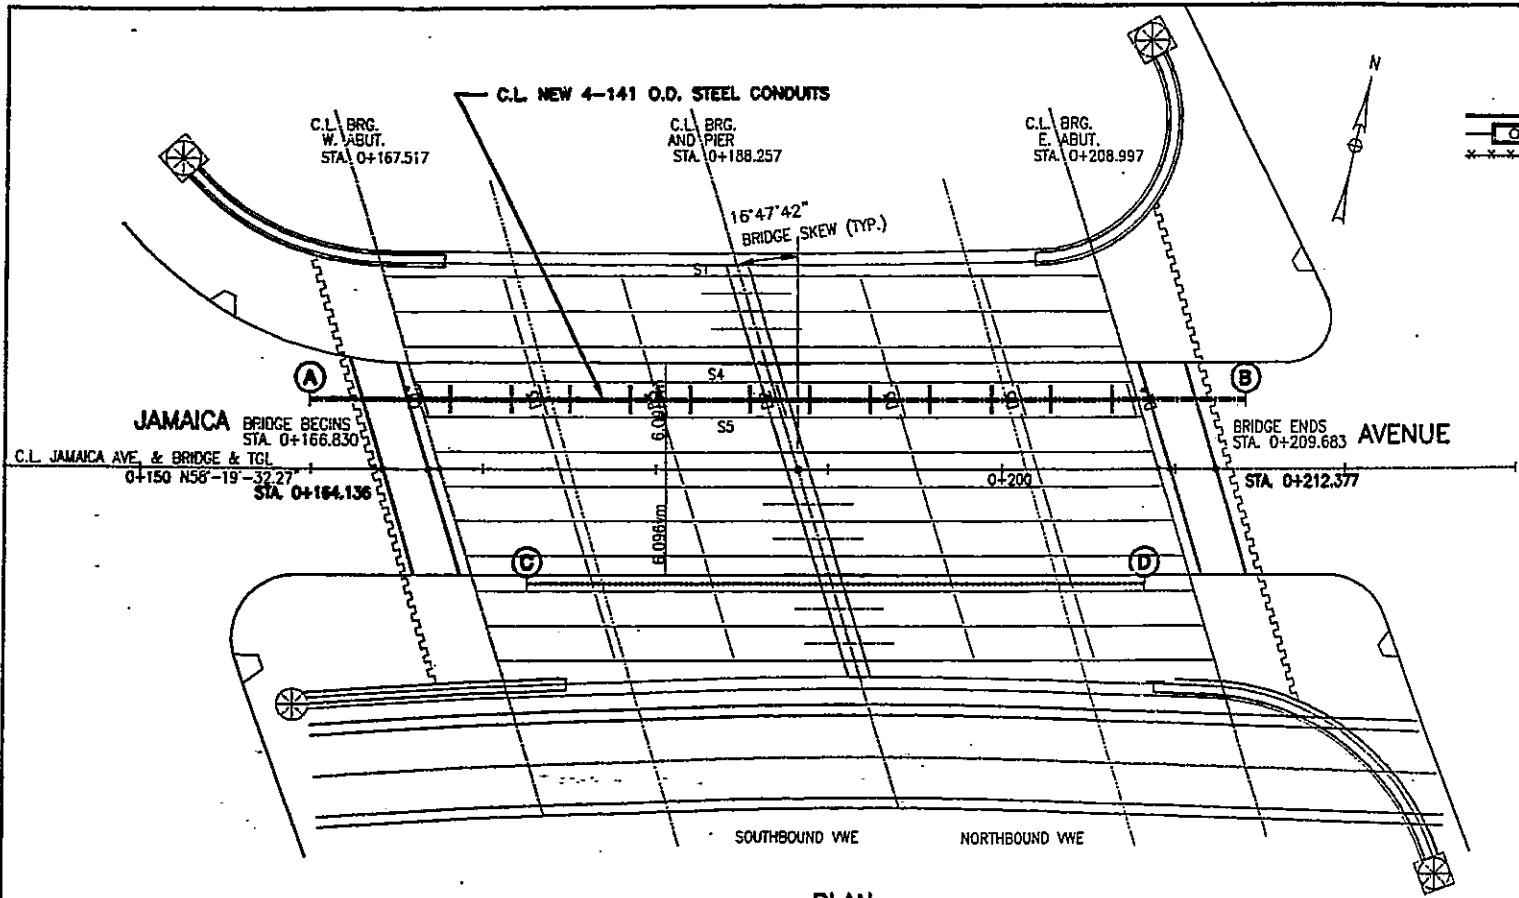 C.L. NEW 4-141 O.D. STEEL CONDUITS
N
C.L. BRG.
W. ABUT.
STA. 0+167.517
C.L. BRG.
AND PIER
STA. 0+188.257
C.L. BRG.
E. ABUT.
STA. 0+208.997
16°47'42"
BRIDGE SKEW (TYP.)
S1
S4
A
B
S5
JAMAICA
BRIDGE BEGINS
STA. 0+166.830
BRIDGE ENDS
STA. 0+209.683
AVENUE
C.L. JAMAICA AVE. & BRIDGE & TGL
0+150 N58°-19'-32.27"
STA. 0+164.136
0+200
STA. 0+212.377
C
D
SOUTHBOUND VWE
NORTHBOUND VWE
PLAN